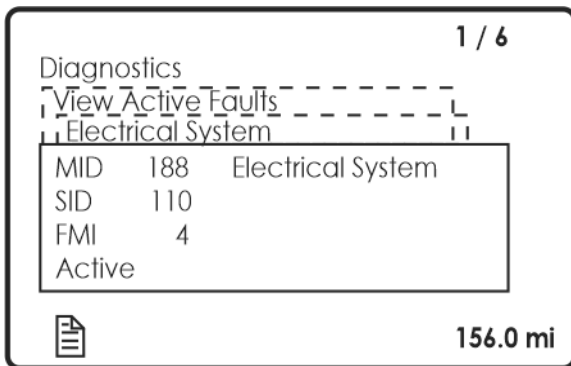 1 / 6
Diagnostics
View Active Faults
Electrical System
MID 188 Electrical System
SID 110
FMI 4
Active
156.0 mi